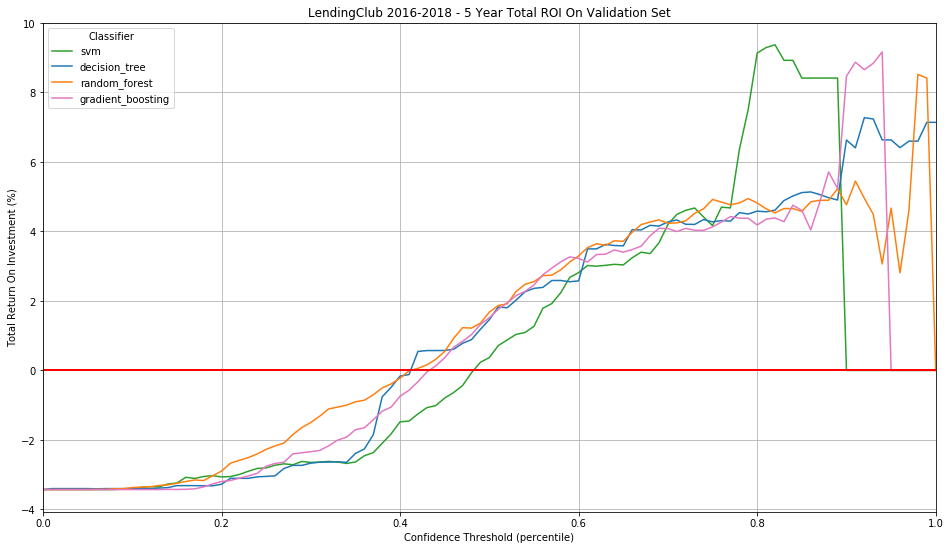 LendingClub 2016-2018 - 5 Year Total ROI On Validation Set
Classifier
svm
decision_tree
random_forest
gradient_boosting
Total Return On Investment (%)
10
8
6
4
2
0
−2
−4
0.0 0.2 0.4 0.6 0.8 1.0
Confidence Threshold (percentile)